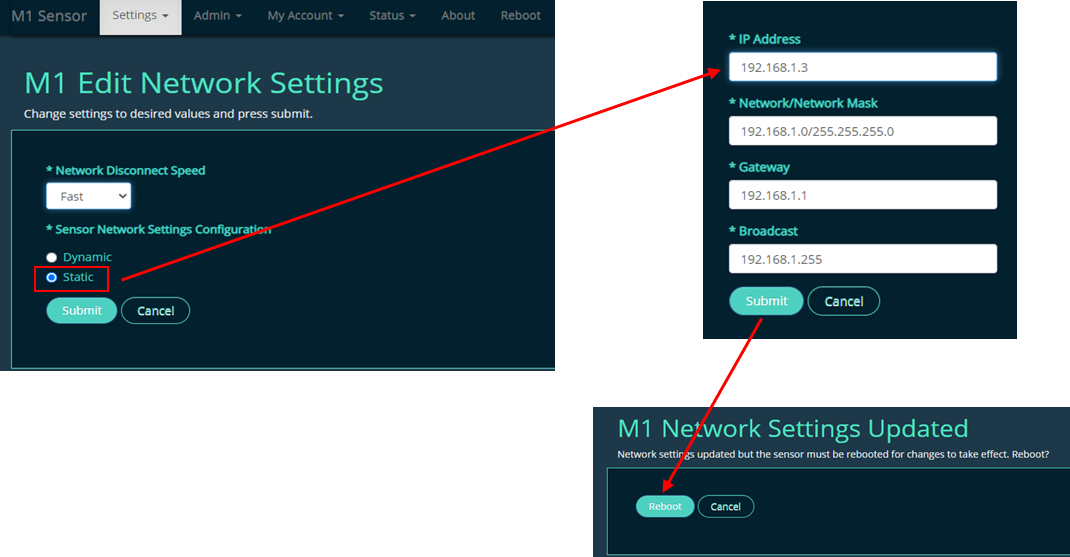 M1 Sensor Settings Admin My Account Status About Reboot
M1 Edit Network Settings
Change settings to desired values and press submit.
* Network Disconnect Speed
Fast
* Sensor Network Settings Configuration
Dynamic
Static
Submit Cancel
* IP Address
192.168.1.3
* Network/Network Mask
192.168.1.0/255.255.255.0
* Gateway
192.168.1.1
* Broadcast
192.168.1.255
Submit Cancel
M1 Network Settings Updated
Network settings updated but the sensor must be rebooted for changes to take effect. Reboot?
Reboot Cancel